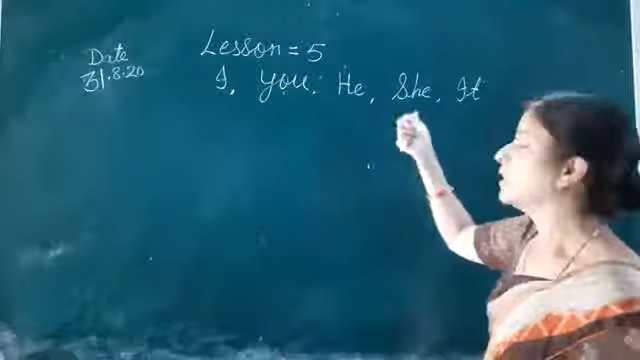 Lesson = 5
Date
31.8.20
I, You. He, She, It